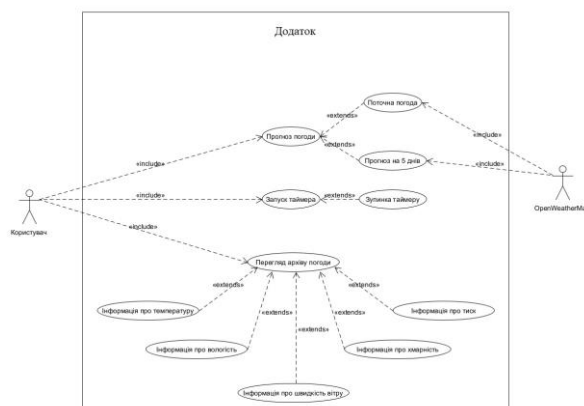 Додаток
Поточна погода
«extends»
Прогноз погоди
«extends»
«include»
Прогноз на 5 днів
«include»
«include»
«include»
Запуск таймера
«extends»
Зупинка таймеру
Користувач
OpenWeatherMa
«include»
Перегляд архіву погоди
«extends»
«extends»
«extends»
«extends»
«extends»
Інформація про температуру
Інформація про тиск
Інформація про вологість
Інформація про хмарність
Інформація про швидкість вітру